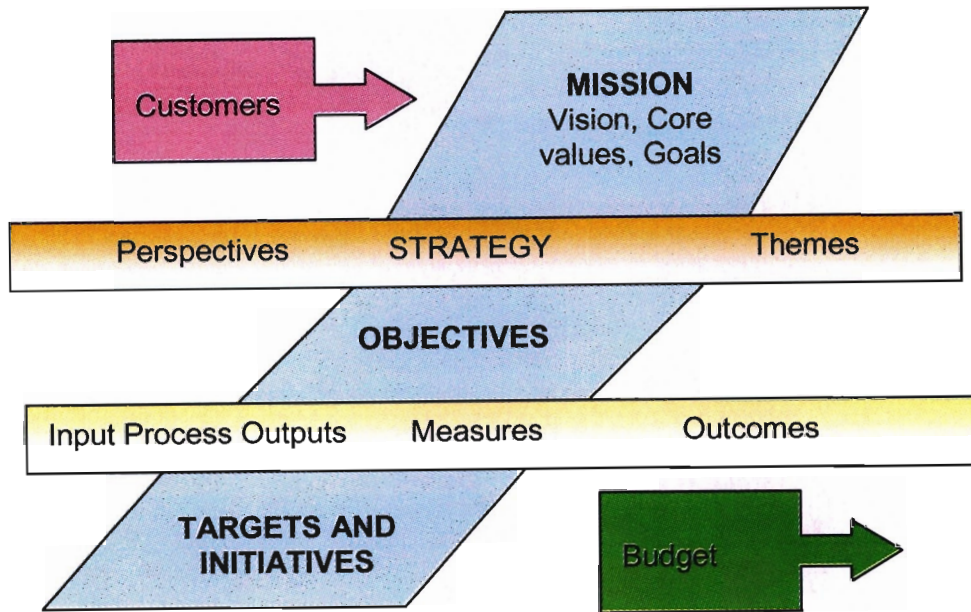 Customers
MISSION
Vision, Core
values, Goals
Perspectives STRATEGY Themes
OBJECTIVES
Input Process Outputs Measures Outcomes
TARGETS AND
INITIATIVES
Budget